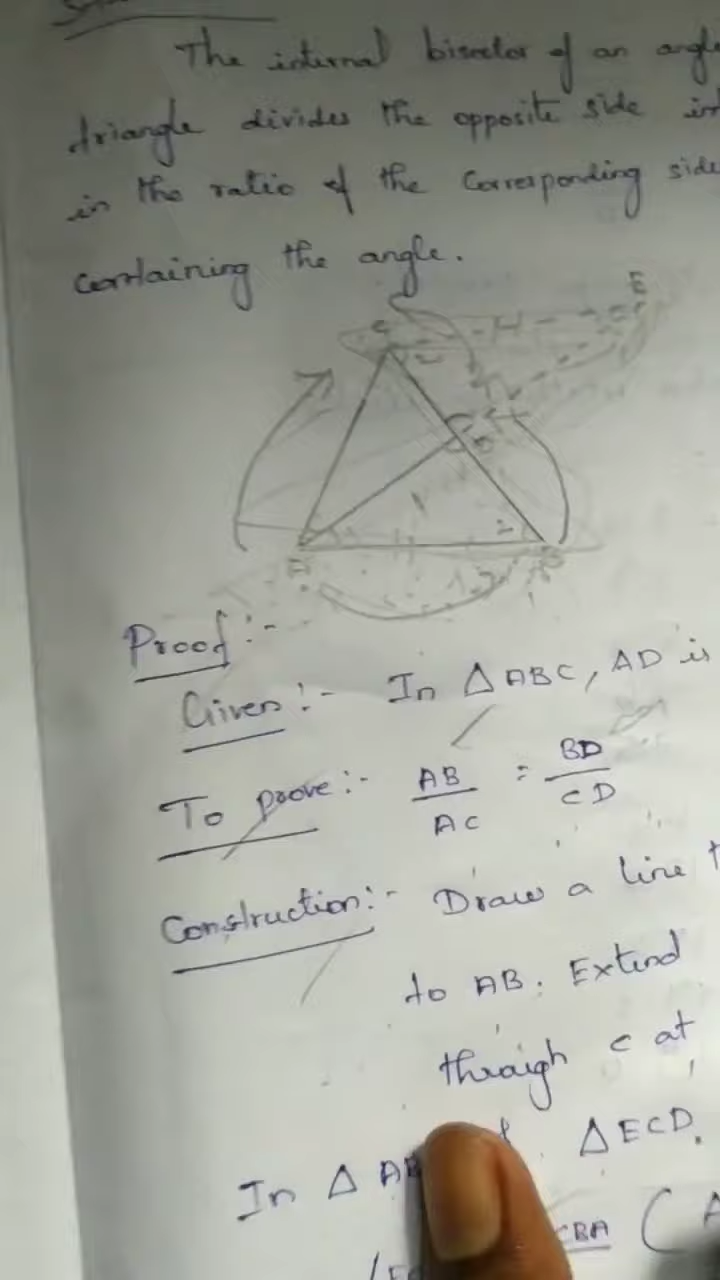 The internal bisector of an angle
triangle divides the opposite side
in the ratio of the corresponding side
containing the angle.
E
C
D
A
B
Proof :-
Given :- In △ ABC, AD is
To prove :- AB/AC = BD/CD
Construction :- Draw a line
to AB. Extend
through C at
In △ △ ECD.
CBA (